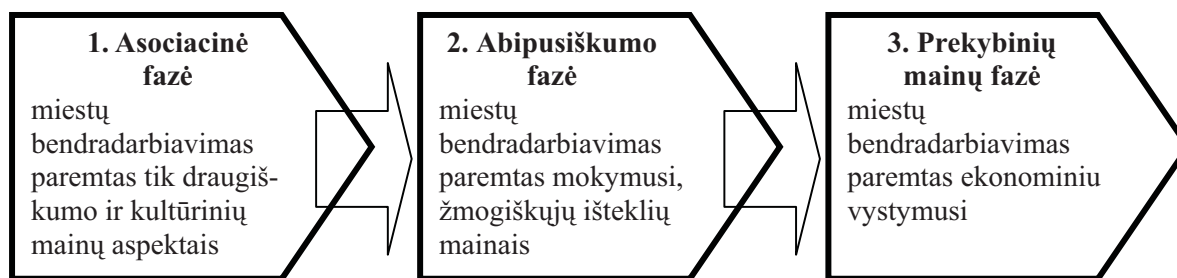 1. Asociacinė
fazė
miestų
bendradarbiavimas
paremtas tik draugiš-
kumo ir kultūrinių
mainų aspektais
2. Abipusiškumo
fazė
miestų
bendradarbiavimas
paremtas mokymusi,
žmogiškųjų išteklių
mainais
3. Prekybinių
mainų fazė
miestų
bendradarbiavimas
paremtas ekonominiu
vystymusi